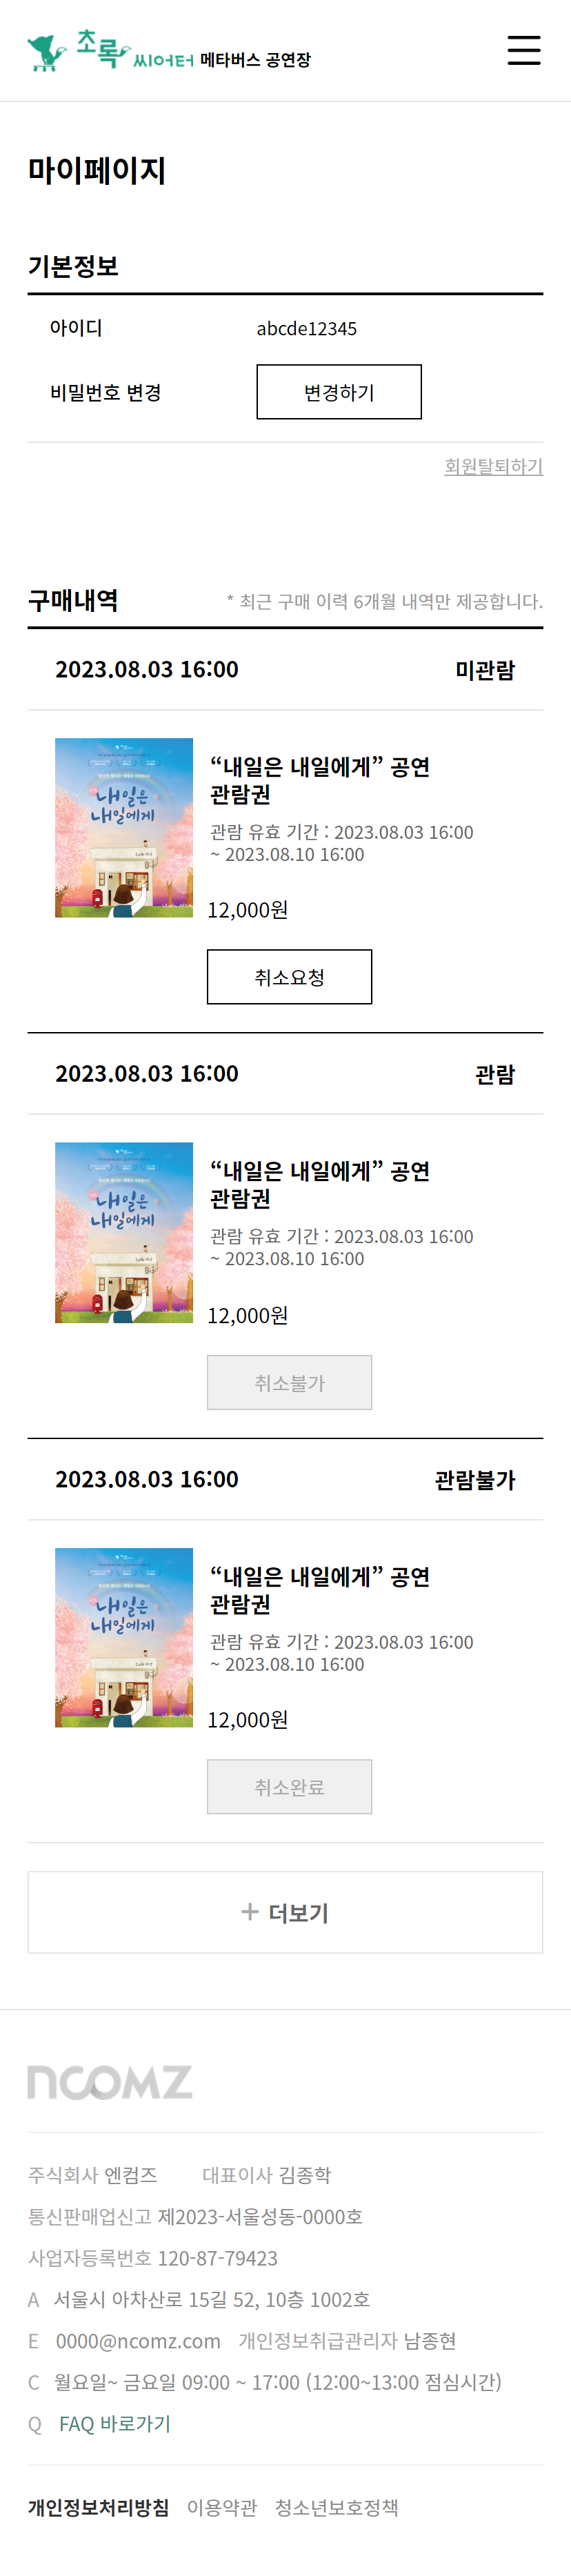 초록씨어터 메타버스 공연장
마이페이지
기본정보
아이디 abcde12345
비밀번호 변경 변경하기
회원탈퇴하기
구매내역 * 최근 구매 이력 6개월 내역만 제공합니다.
2023.08.03 16:00 미관람
내일은
내일에게
“내일은 내일에게” 공연
관람권
관람 유효 기간 : 2023.08.03 16:00
~ 2023.08.10 16:00
12,000원
취소요청
2023.08.03 16:00 관람
내일은
내일에게
“내일은 내일에게” 공연
관람권
관람 유효 기간 : 2023.08.03 16:00
~ 2023.08.10 16:00
12,000원
취소불가
2023.08.03 16:00 관람불가
내일은
내일에게
“내일은 내일에게” 공연
관람권
관람 유효 기간 : 2023.08.03 16:00
~ 2023.08.10 16:00
12,000원
취소완료
+ 더보기
ncomz
주식회사 엔컴즈 대표이사 김종학
통신판매업신고 제2023-서울성동-0000호
사업자등록번호 120-87-79423
A 서울시 아차산로 15길 52, 10층 1002호
E 0000@ncomz.com 개인정보취급관리자 남종현
C 월요일~ 금요일 09:00 ~ 17:00 (12:00~13:00 점심시간)
Q FAQ 바로가기
개인정보처리방침 이용약관 청소년보호정책